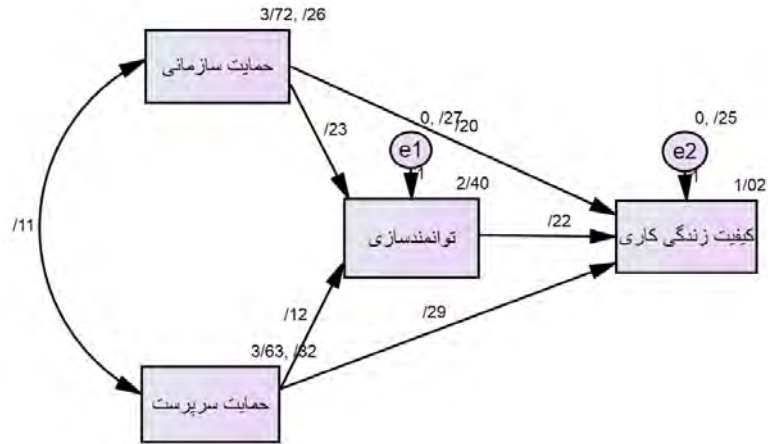 3/72, /26
حمایت سازمانی
/23
0, /27
/20
0, /25
e1
1
e2
1
2/40
1/02
/11
توانمندسازی
/22
کیفیت زندگی کاری
/12
/29
3/63, /32
حمایت سرپرست